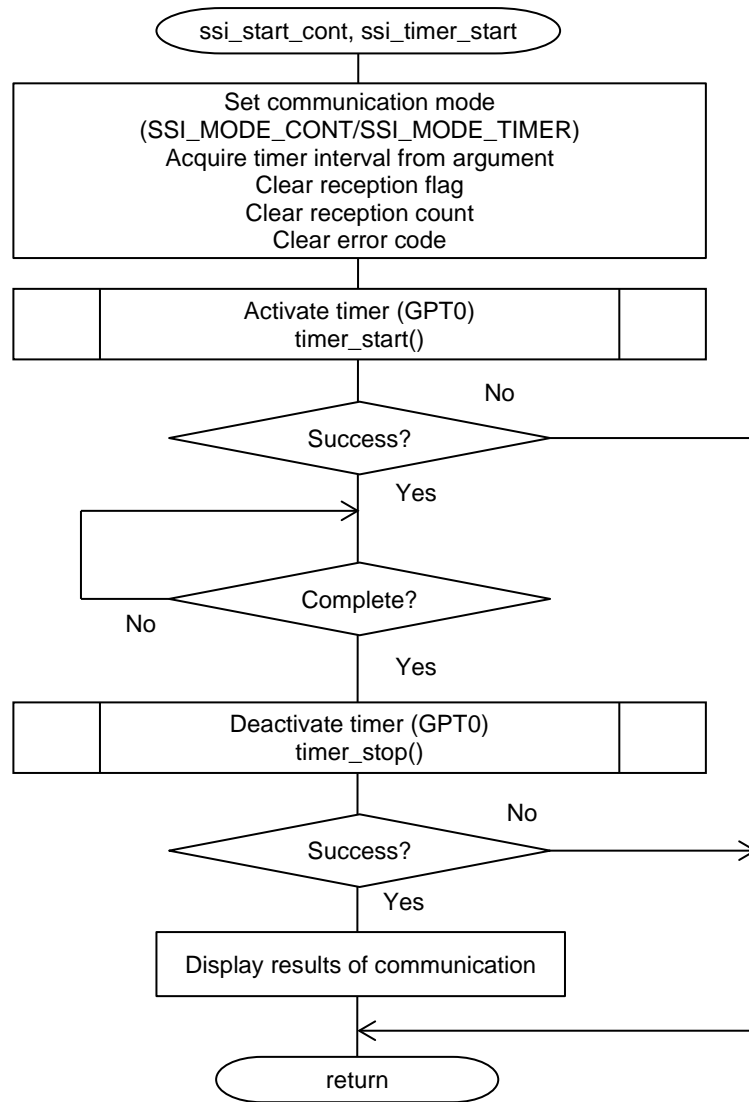 ssi_start_cont, ssi_timer_start
Set communication mode
(SSI_MODE_CONT/SSI_MODE_TIMER)
Acquire timer interval from argument
Clear reception flag
Clear reception count
Clear error code
Activate timer (GPT0)
timer_start()
No
Success?
Yes
Complete?
No
Yes
Deactivate timer (GPT0)
timer_stop()
No
Success?
Yes
Display results of communication
return